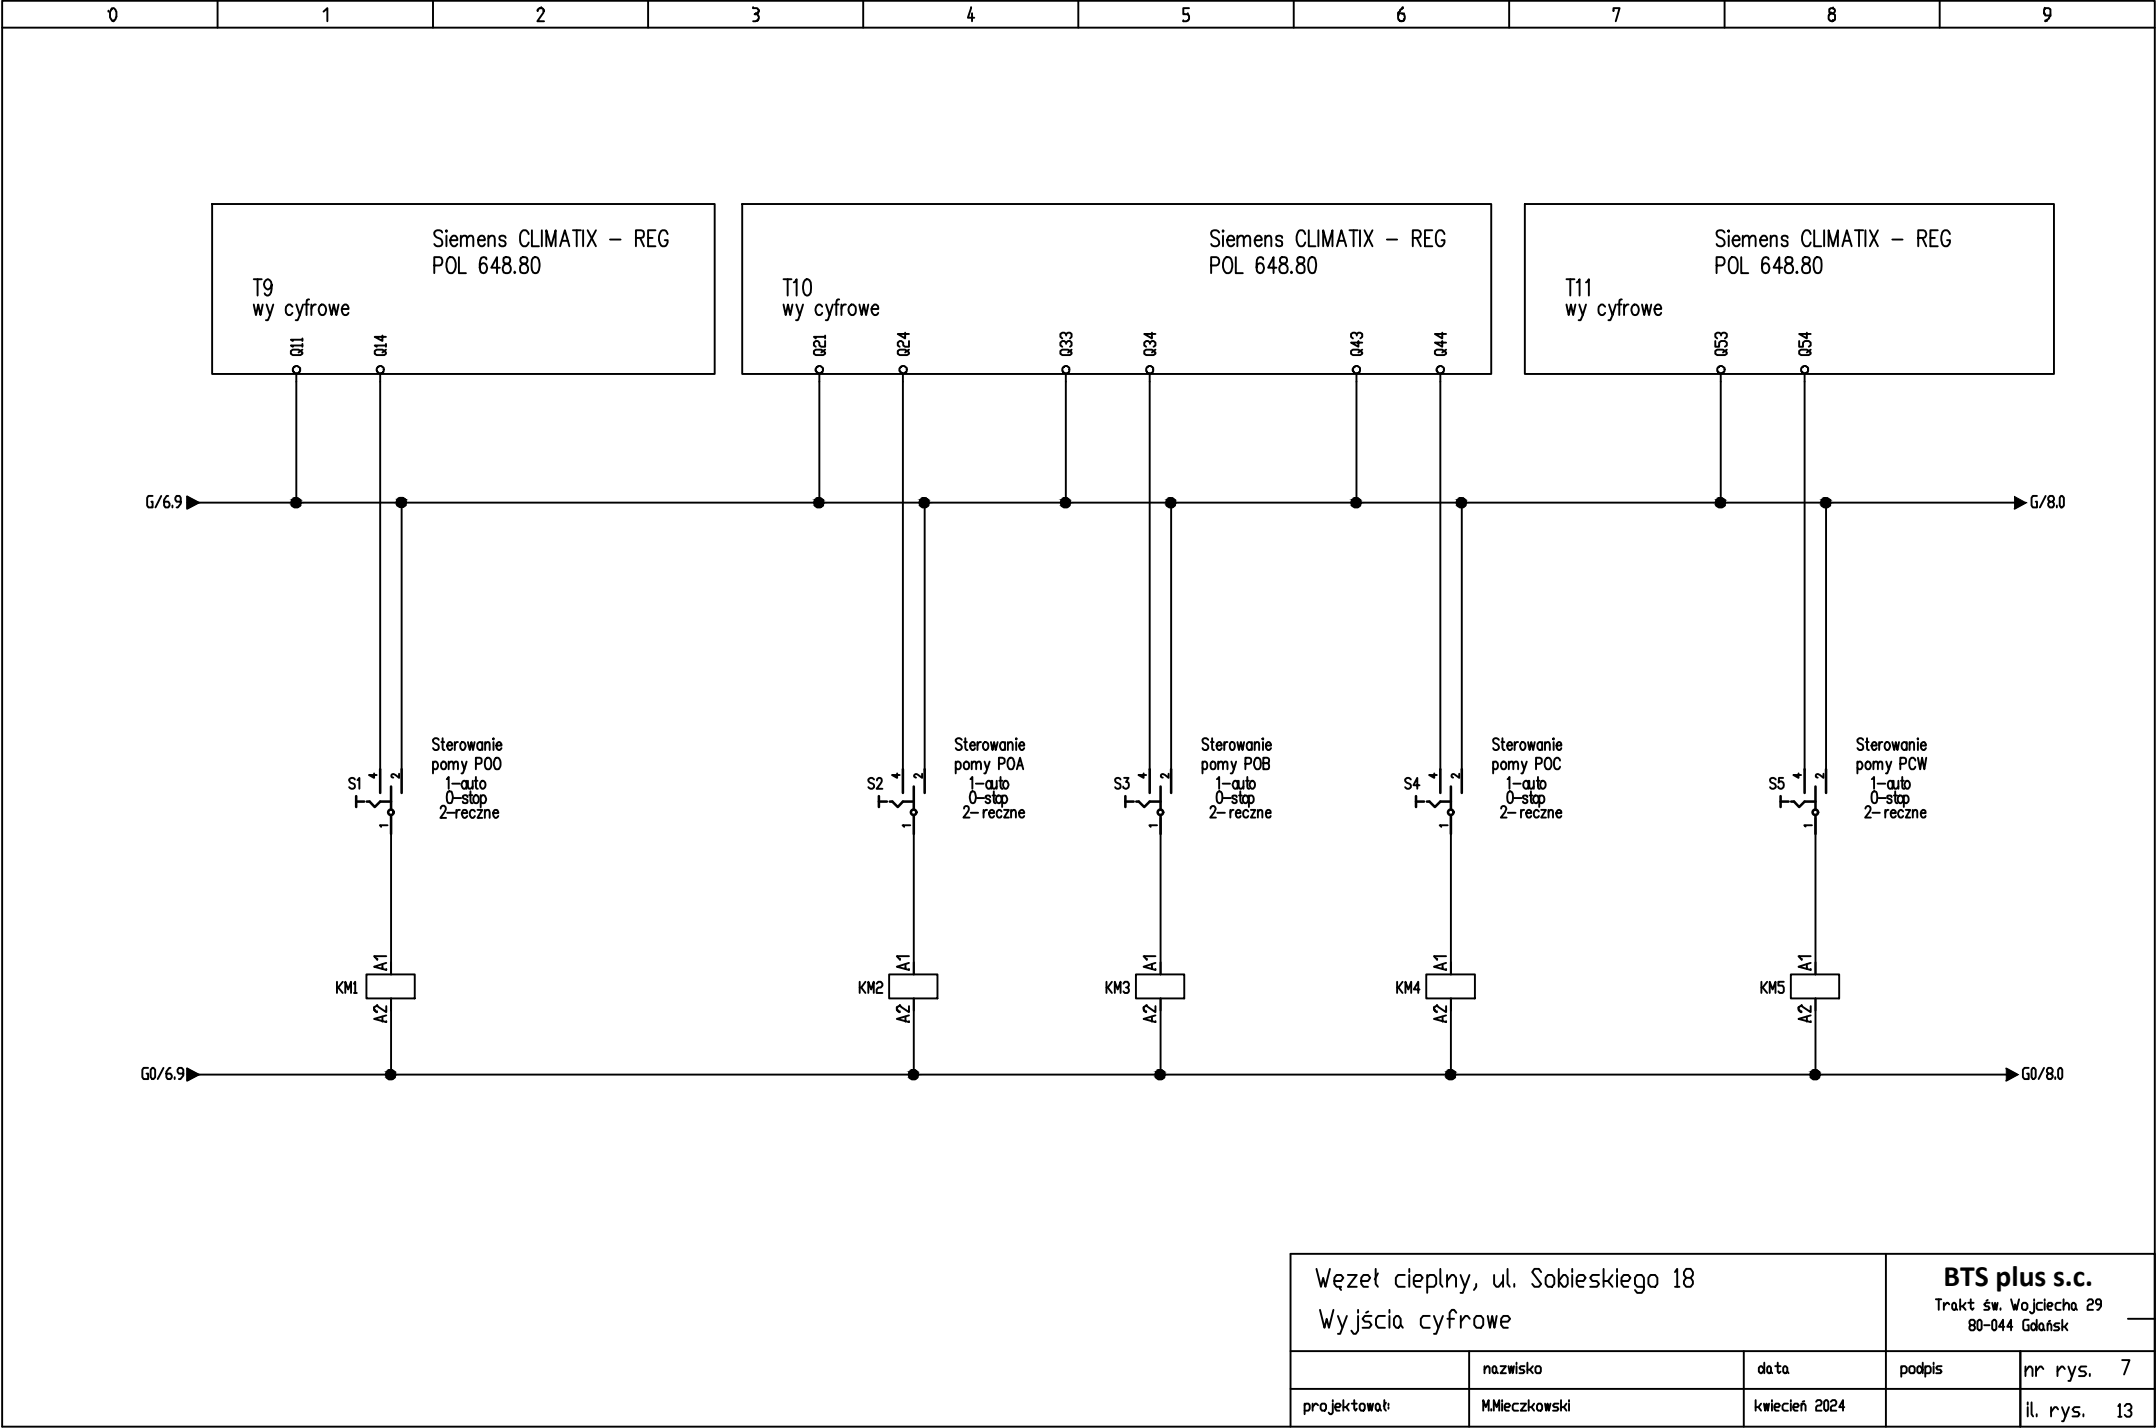 0 1 2 3 4 5 6 7 8 9
Siemens CLIMATIX - REG
POL 648.80
T9
wy cyfrowe
Q11 Q14
Siemens CLIMATIX - REG
POL 648.80
T10
wy cyfrowe
Q21 Q24 Q33 Q34 Q43 Q44
Siemens CLIMATIX - REG
POL 648.80
T11
wy cyfrowe
Q53 Q54
G/6.9 G/8.0
S1 4 2 1
Sterowanie
pomy POO
1-auto
0-stop
2-reczne
S2 4 2 1
Sterowanie
pomy POA
1-auto
0-stop
2-reczne
S3 4 2 1
Sterowanie
pomy POB
1-auto
0-stop
2-reczne
S4 4 2 1
Sterowanie
pomy POC
1-auto
0-stop
2-reczne
S5 4 2 1
Sterowanie
pomy PCW
1-auto
0-stop
2-reczne
A1 A1 A1 A1 A1
KM1 KM2 KM3 KM4 KM5
A2 A2 A2 A2 A2
G0/6.9 G0/8.0
Węzeł cieplny, ul. Sobieskiego 18
Wyjścia cyfrowe
BTS plus s.c.
Trakt św. Wojciecha 29
80-044 Gdańsk
nazwisko data podpis nr rys. 7
projektował: M.Mieczkowski kwiecień 2024 il. rys. 13